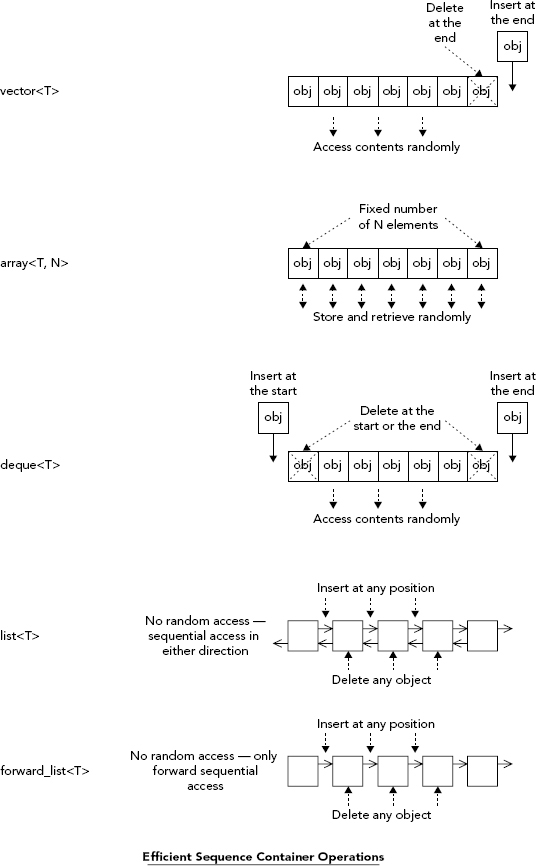 Delete
at the
end
Insert at
the end
obj
vector<T>
obj obj obj obj obj obj obj
Access contents randomly
Fixed number
of N elements
array<T, N>
obj obj obj obj obj obj obj
Store and retrieve randomly
Insert at
the start
obj
Delete at the
start or the end
Insert at
the end
obj
deque<T>
obj obj obj obj obj obj obj
Access contents randomly
Insert at any position
list<T>
No random access —
sequential access in
either direction
Delete any object
Insert at any position
forward_list<T>
No random access — only
forward sequential
access
Delete any object
Efficient Sequence Container Operations